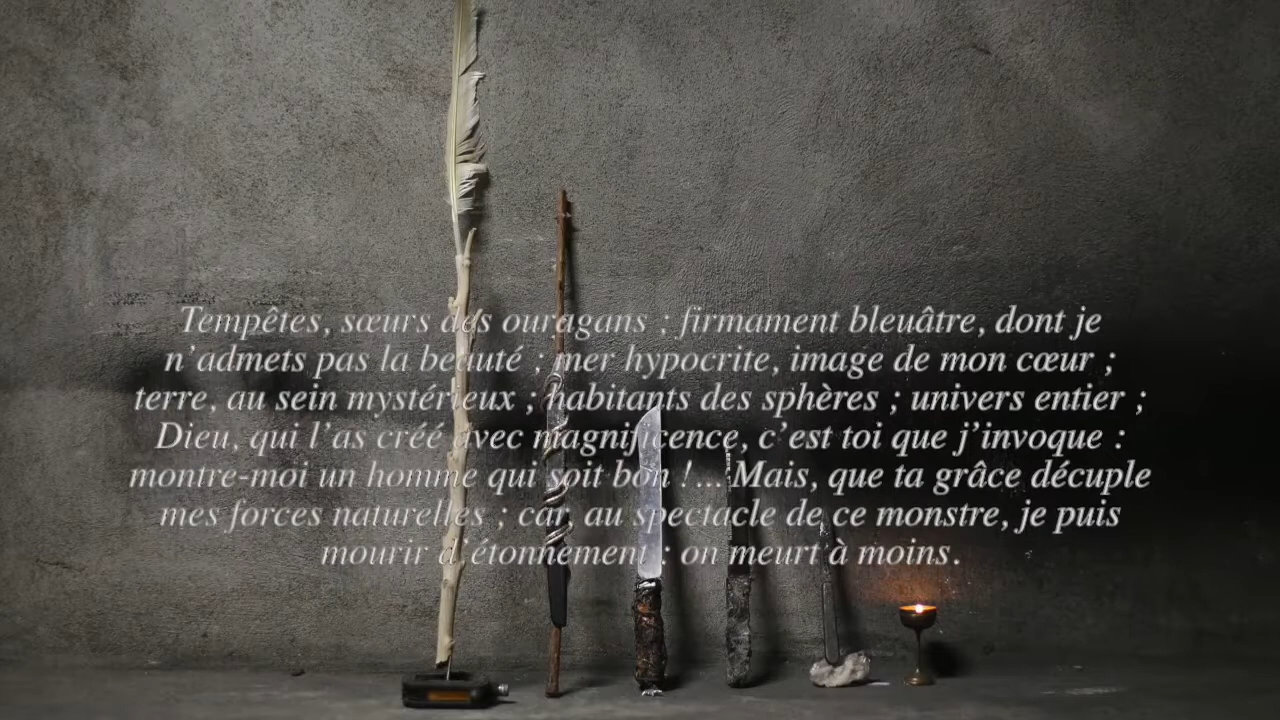 Tempêtes, sœurs des ouragans ; firmament bleuâtre, dont je
n’admets pas la beauté ; mer hypocrite, image de mon cœur ;
terre, au sein mystérieux ; habitants des sphères ; univers entier ;
Dieu, qui l’as créé avec magnificence, c’est toi que j’invoque :
montre-moi un homme qui soit bon !... Mais, que ta grâce décuple
mes forces naturelles ; car, au spectacle de ce monstre, je puis
mourir d’étonnement : on meurt à moins.